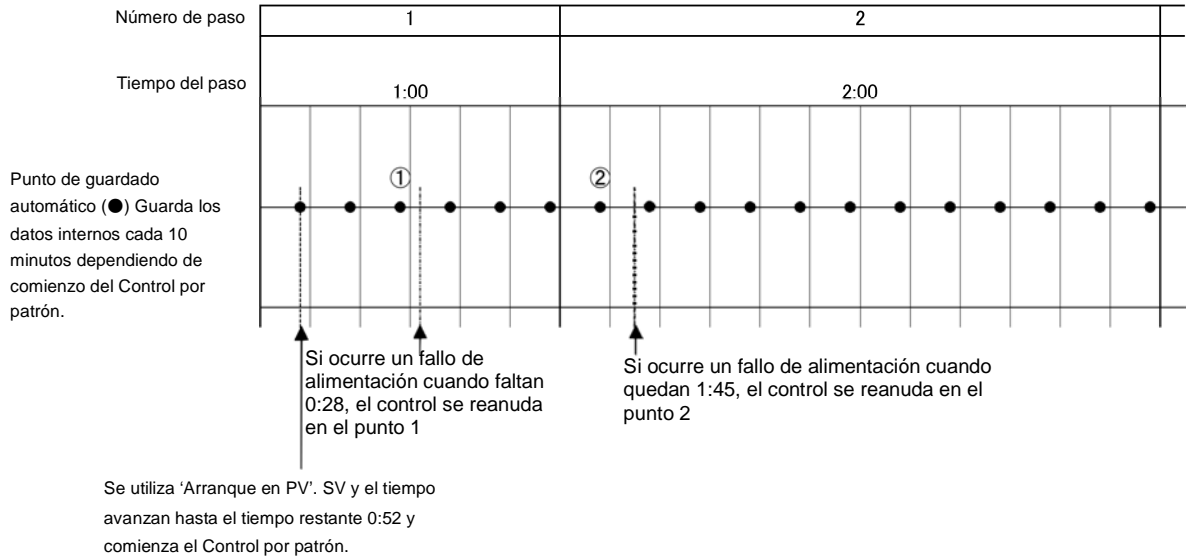 Número de paso
1
2
Tiempo del paso
1:00
2:00
Punto de guardado
automático (●) Guarda los
datos internos cada 10
minutos dependiendo de
comienzo del Control por
patrón.
①
②
Si ocurre un fallo de
alimentación cuando faltan
0:28, el control se reanuda
en el punto 1
Si ocurre un fallo de alimentación cuando
quedan 1:45, el control se reanuda en el
punto 2
Se utiliza ‘Arranque en PV’. SV y el tiempo
avanzan hasta el tiempo restante 0:52 y
comienza el Control por patrón.